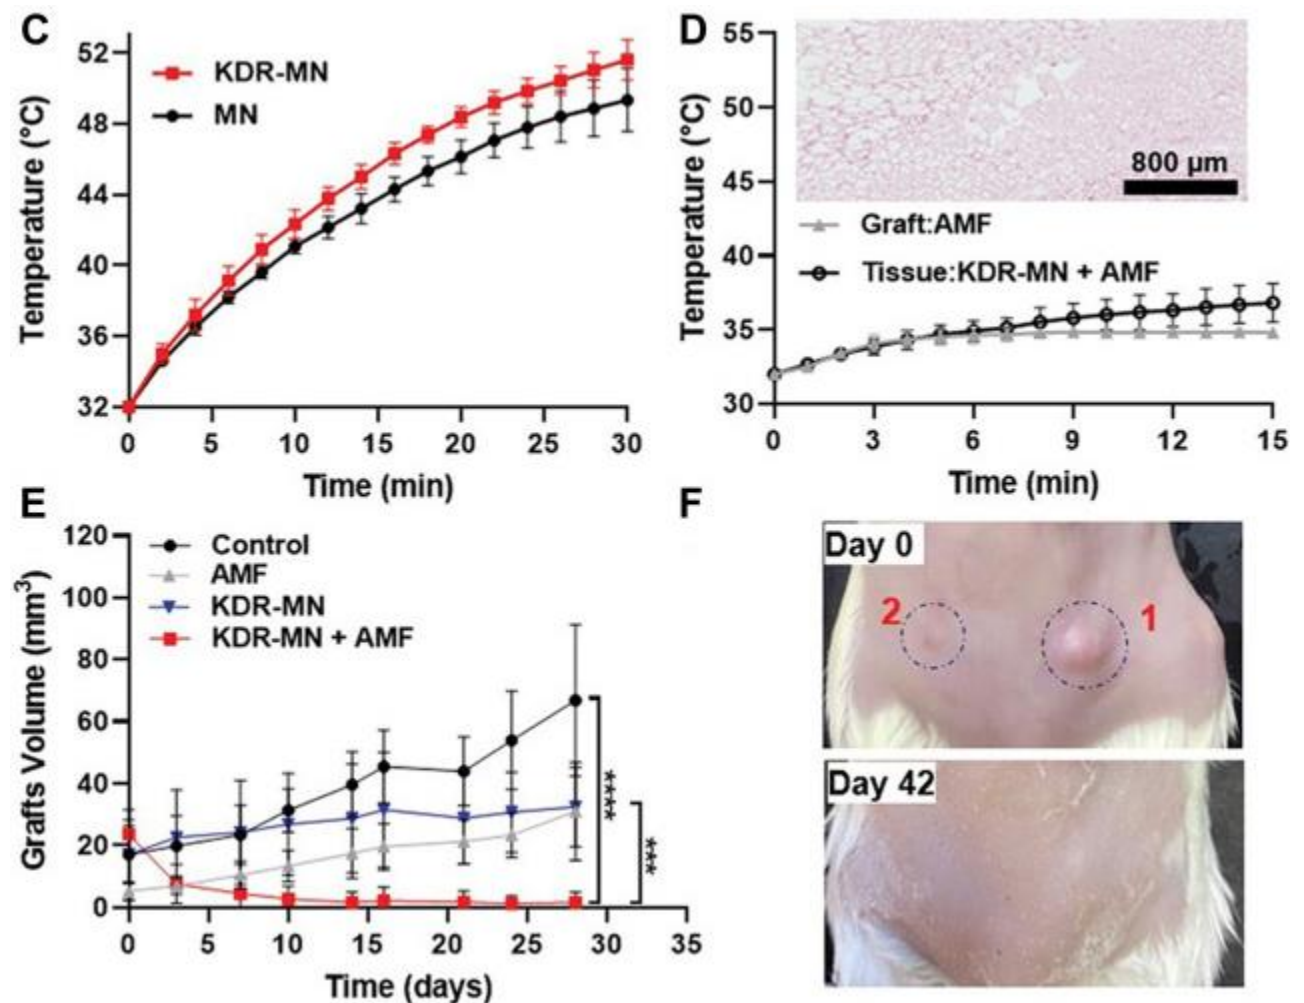 C
52
48
44
40
36
32
Temperature (°C)
KDR-MN
MN
0 5 10 15 20 25 30
Time (min)
D
55
50
45
40
35
30
Temperature (°C)
800 µm
Graft:AMF
Tissue:KDR-MN + AMF
0 3 6 9 12 15
Time (min)
E
120
100
80
60
40
20
0
Grafts Volume (mm³)
Control
AMF
KDR-MN
KDR-MN + AMF
****
***
0 5 10 15 20 25 30 35
Time (days)
F
Day 0
2 1
Day 42